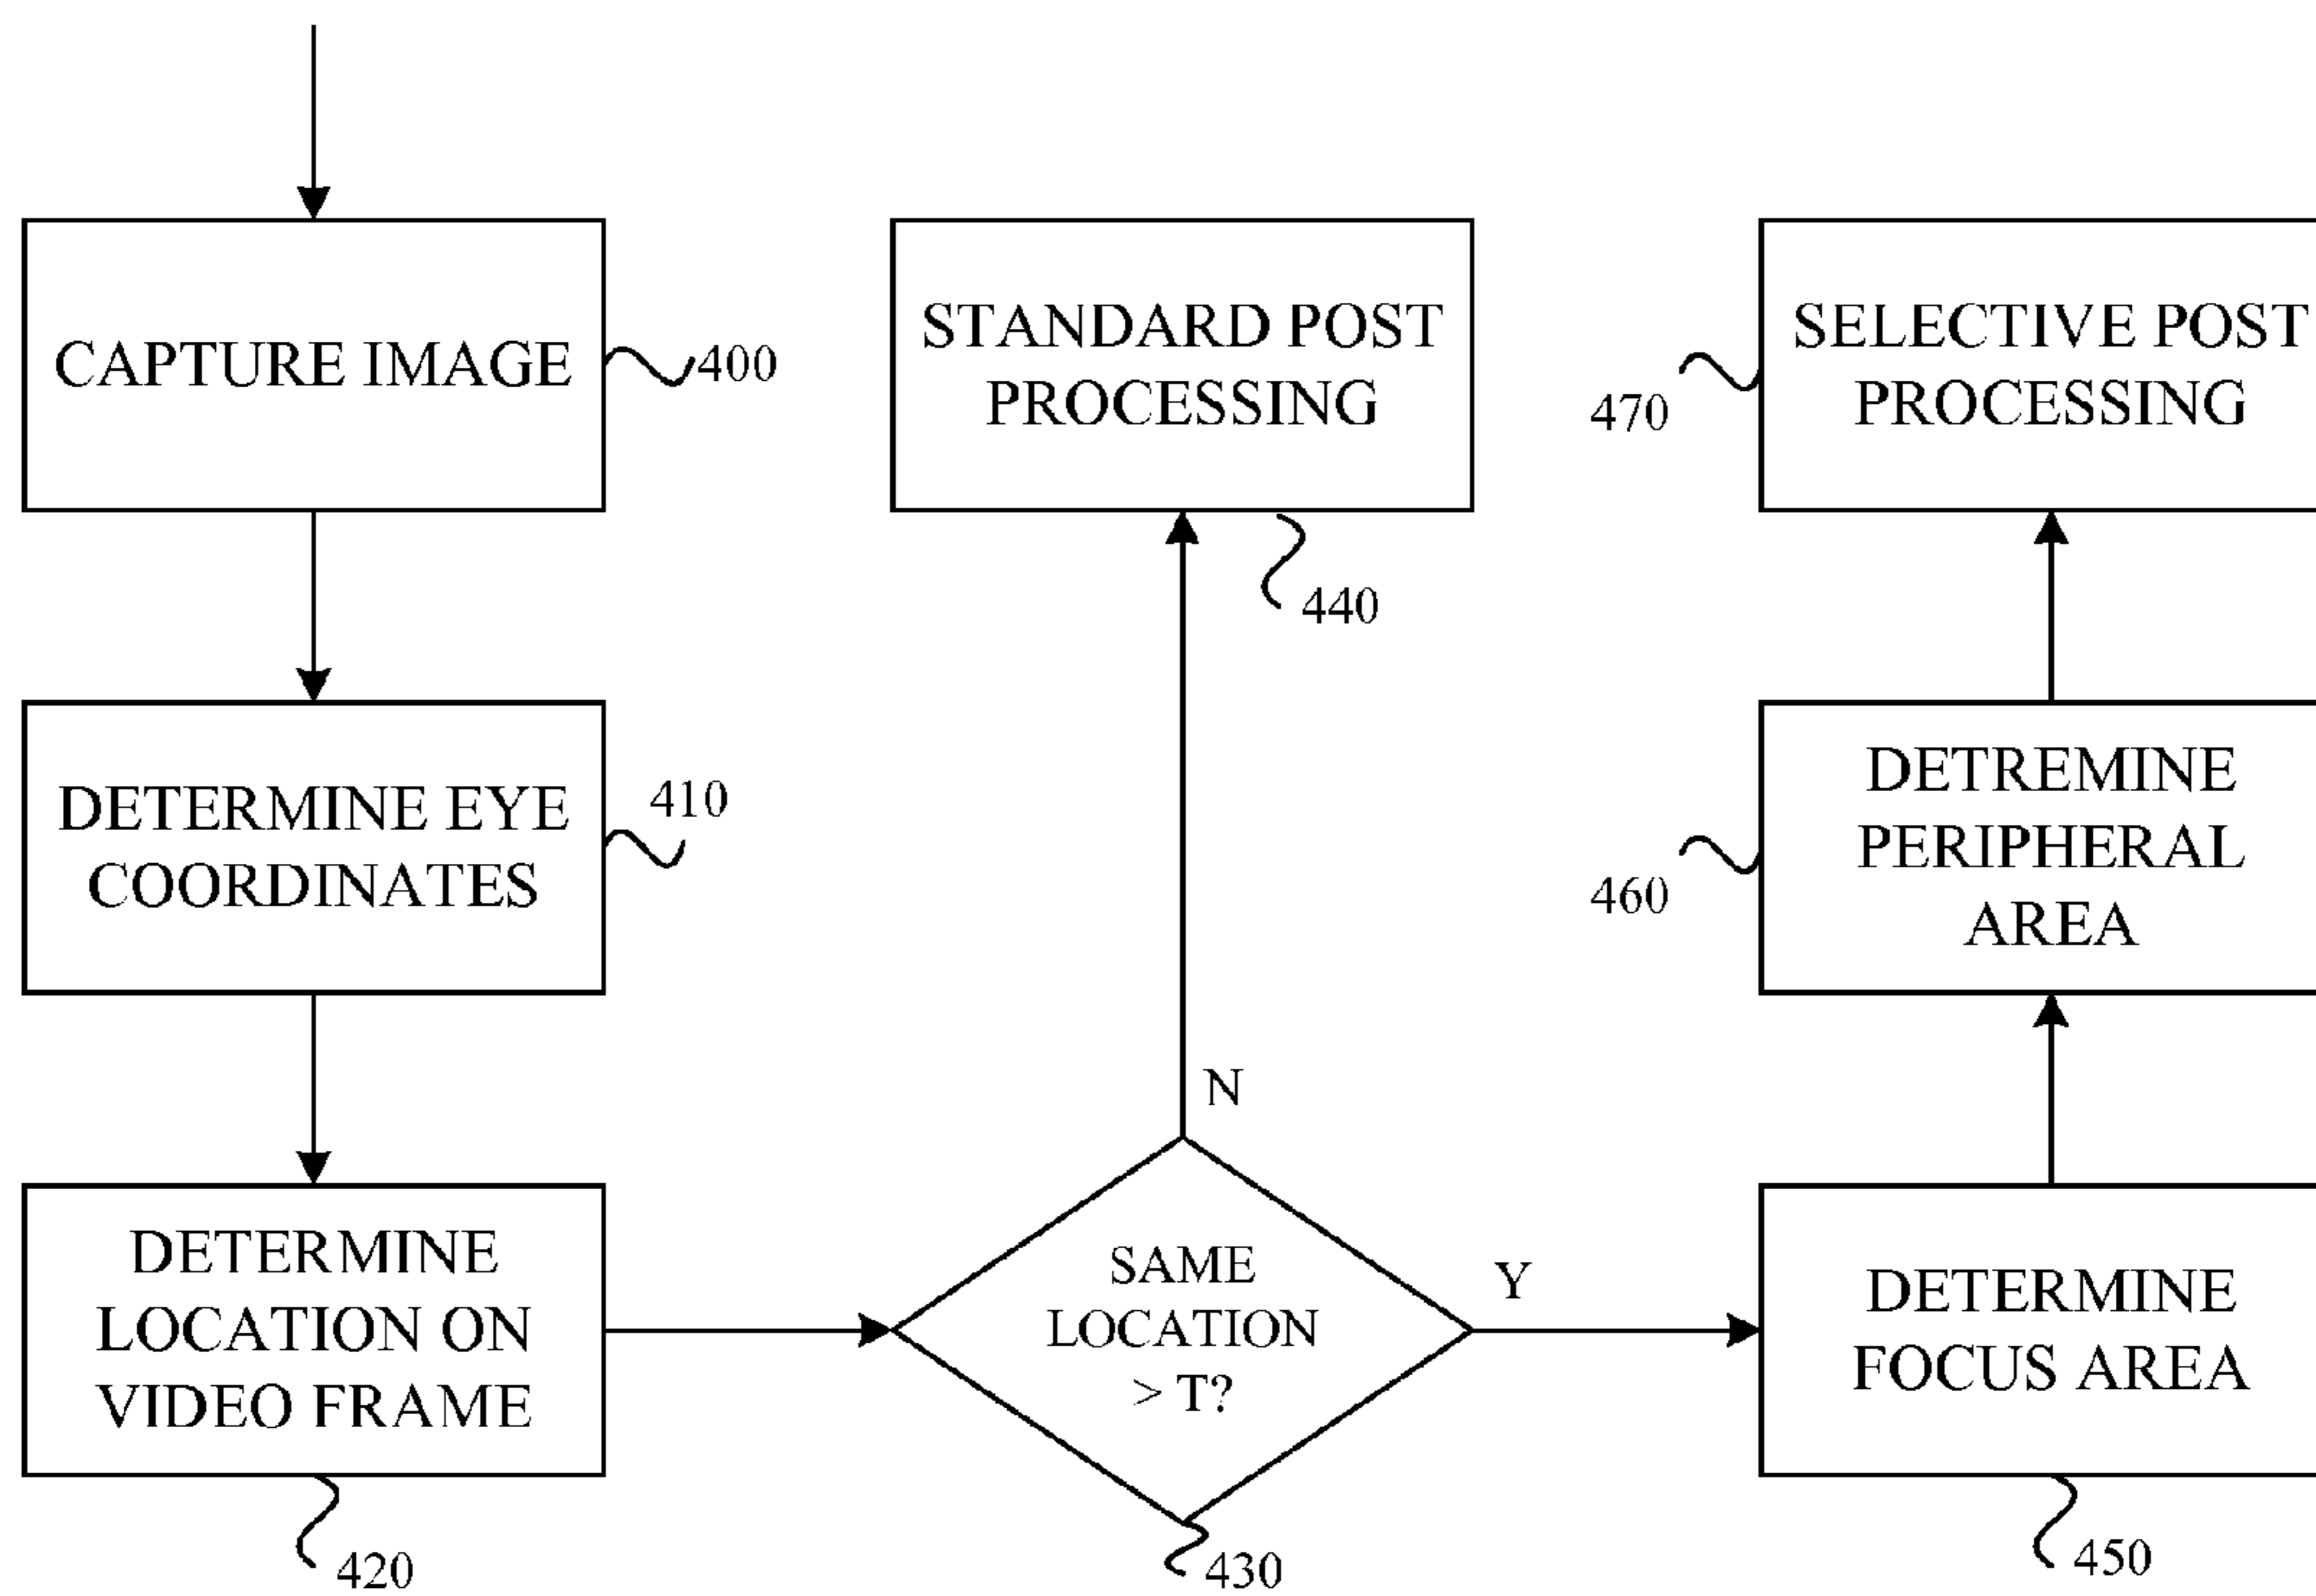 CAPTURE IMAGE
400
DETERMINE EYE
COORDINATES
410
DETERMINE
LOCATION ON
VIDEO FRAME
420
SAME
LOCATION
> T?
430
N
Y
STANDARD POST
PROCESSING
440
DETERMINE
FOCUS AREA
450
DETREMINE
PERIPHERAL
AREA
460
SELECTIVE POST
PROCESSING
470